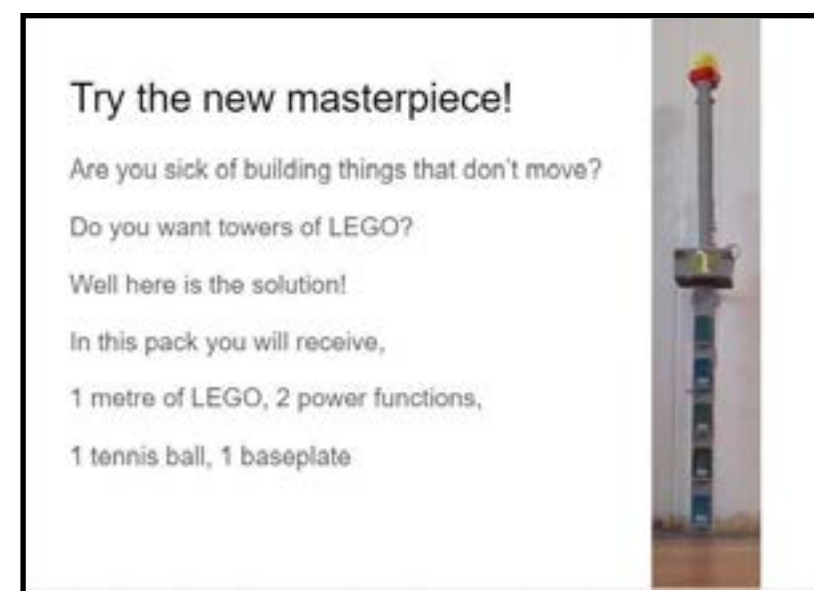 Try the new masterpiece!
Are you sick of building things that don't move?
Do you want towers of LEGO?
Well here is the solution!
In this pack you will receive,
1 metre of LEGO, 2 power functions,
1 tennis ball, 1 baseplate